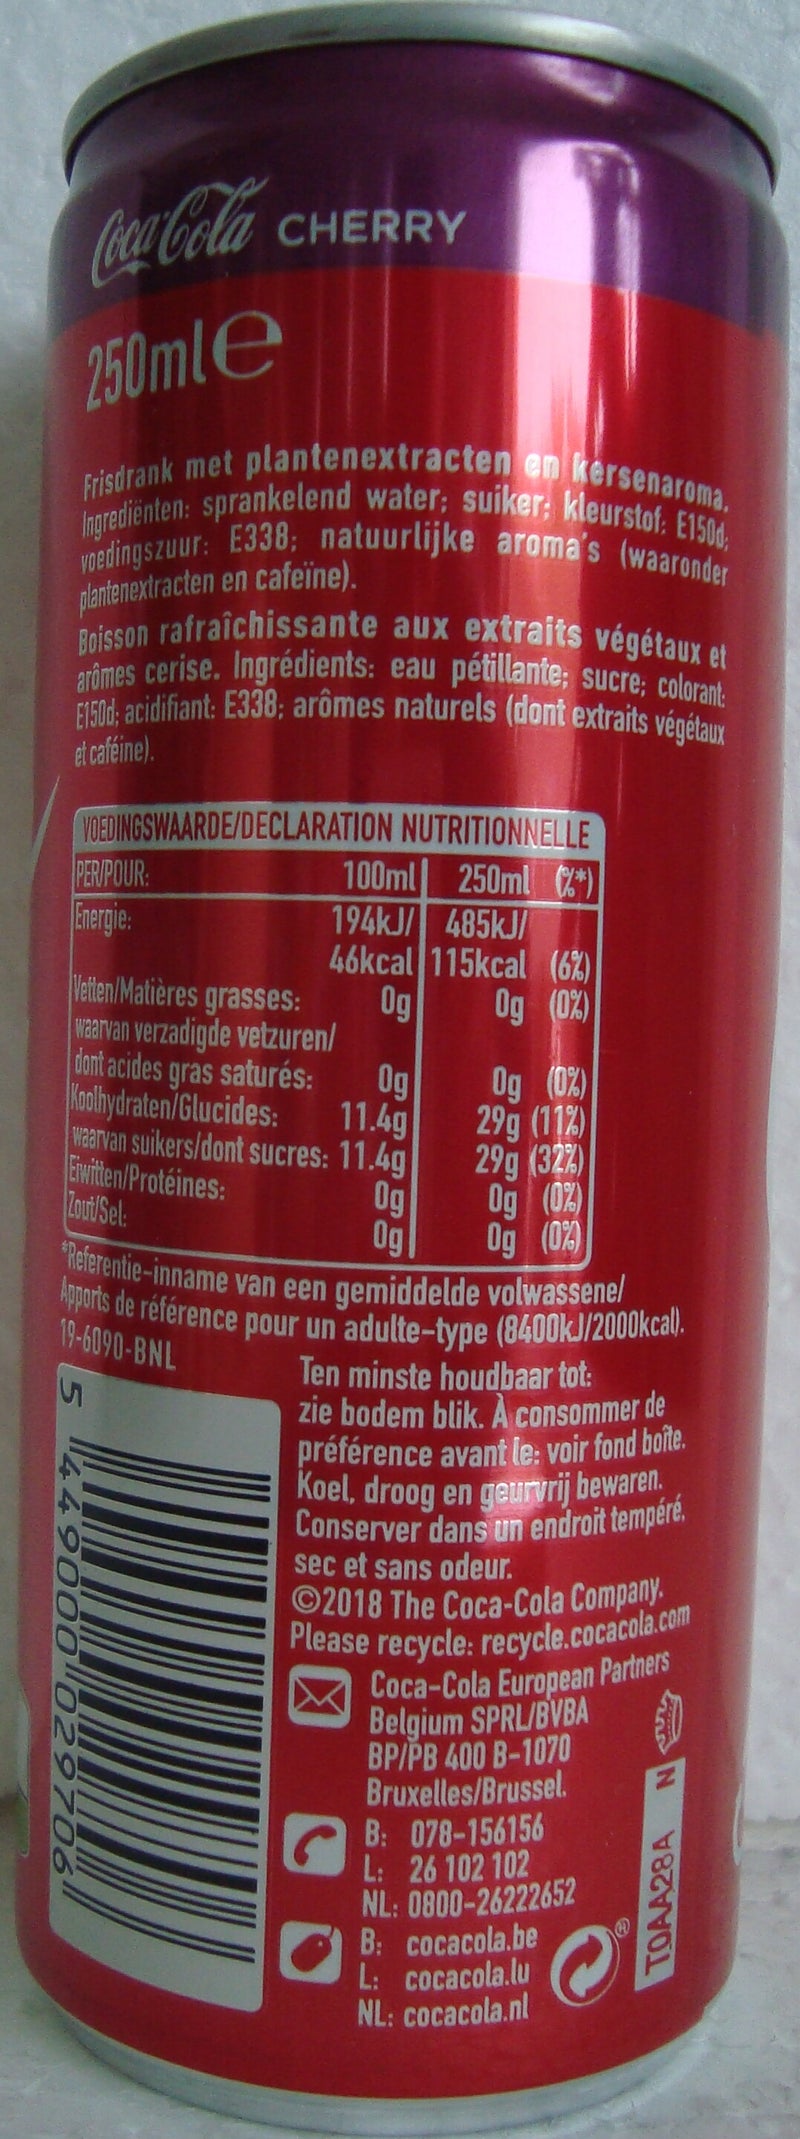 Coca-Cola CHERRY
250ml e
Frisdrank met plantenextracten en kersenaroma.
Ingrediënten: sprankelend water; suiker; kleurstof: E150d;
voedingszuur: E338; natuurlijke aroma's (waaronder
plantenextracten en cafeïne).
Boisson rafraîchissante aux extraits végétaux et
arômes cerise. Ingrédients: eau pétillante; sucre; colorant:
E150d; acidifiant: E338; arômes naturels (dont extraits végétaux
et caféine).
VOEDINGSWAARDE/DECLARATION NUTRITIONNELLE
PER/POUR: 100ml 250ml (%*)
Energie: 194kJ/ 485kJ/
46kcal 115kcal (6%)
Vetten/Matières grasses: 0g 0g (0%)
waarvan verzadigde vetzuren/
dont acides gras saturés: 0g 0g (0%)
Koolhydraten/Glucides: 11.4g 29g (11%)
waarvan suikers/dont sucres: 11.4g 29g (32%)
Eiwitten/Protéines: 0g 0g (0%)
Zout/Sel: 0g 0g (0%)
*Referentie-inname van een gemiddelde volwassene/
Apports de référence pour un adulte-type (8400kJ/2000kcal).
19-6090-BNL
Ten minste houdbaar tot:
zie bodem blik. À consommer de
préférence avant le: voir fond boîte.
Koel, droog en geurvrij bewaren.
Conserver dans un endroit tempéré,
sec et sans odeur.
©2018 The Coca-Cola Company.
Please recycle: recycle.cocacola.com
Coca-Cola European Partners
Belgium SPRL/BVBA
BP/PB 400 B-1070
Bruxelles/Brussel.
B: 078-156156
L: 26 102 102
NL: 0800-26222652
B: cocacola.be
L: cocacola.lu
NL: cocacola.nl
5 449000 029706
TOAA28A N
®